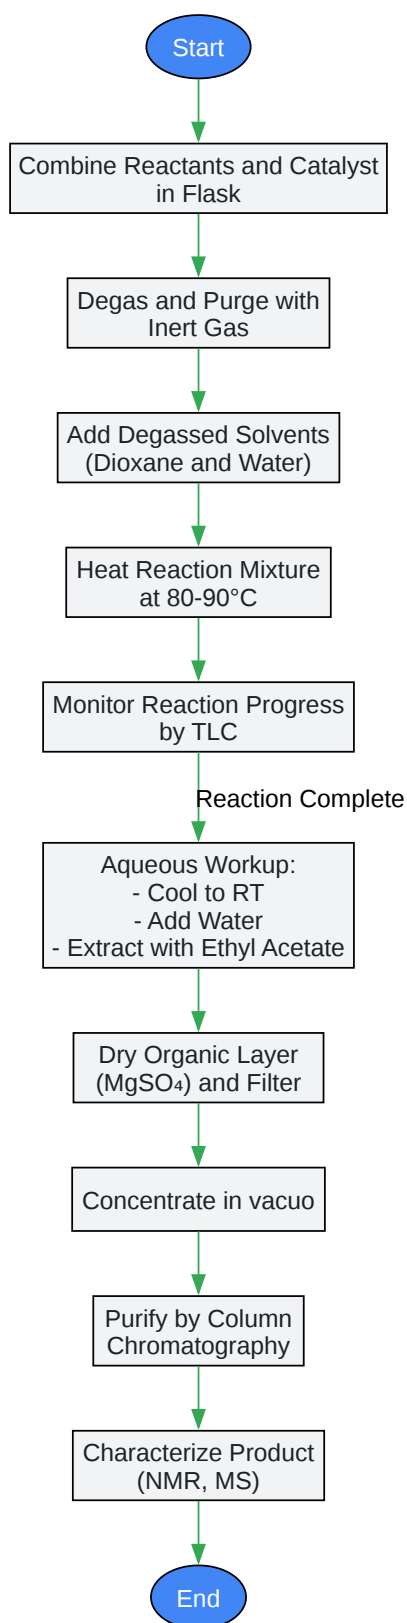 Start
Combine Reactants and Catalyst
in Flask
Degas and Purge with
Inert Gas
Add Degassed Solvents
(Dioxane and Water)
Heat Reaction Mixture
at 80-90°C
Monitor Reaction Progress
by TLC
Reaction Complete
Aqueous Workup:
- Cool to RT
- Add Water
- Extract with Ethyl Acetate
Dry Organic Layer
(MgSO₄) and Filter
Concentrate in vacuo
Purify by Column
Chromatography
Characterize Product
(NMR, MS)
End